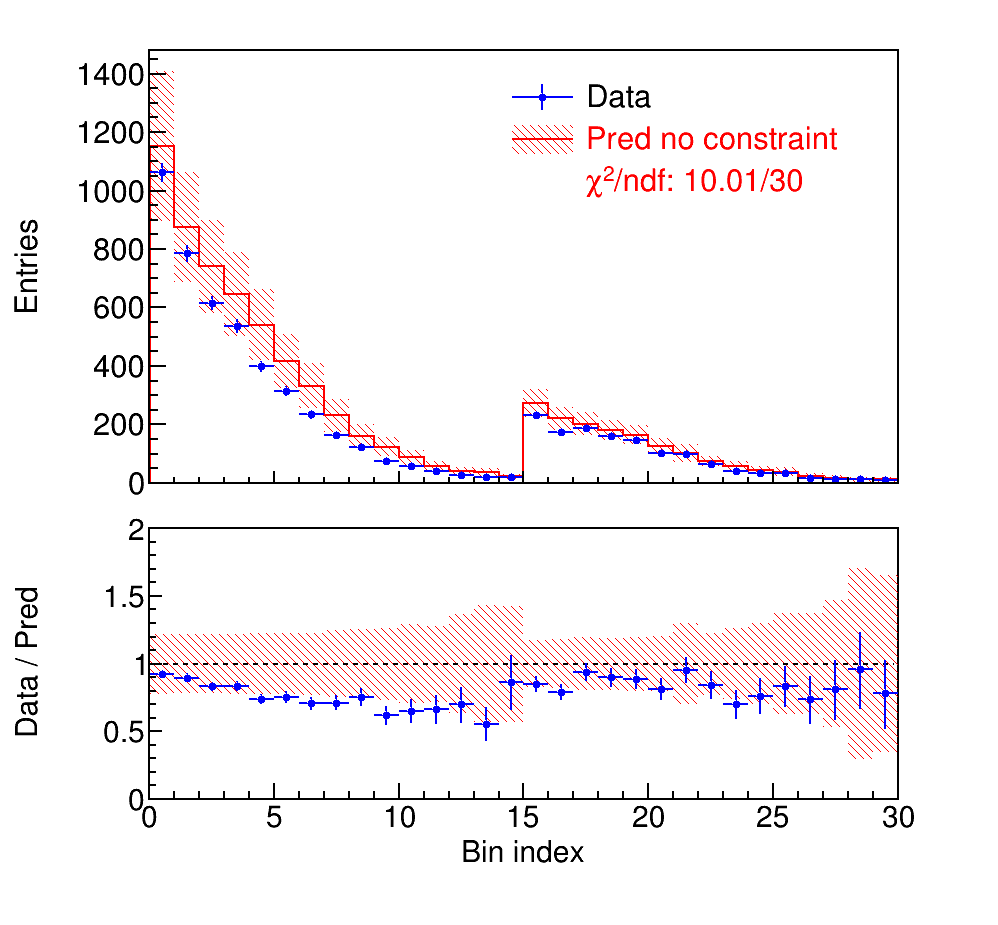 1400
1200
1000
800
600
400
200
0
Entries
Data
Pred no constraint
χ²/ndf: 10.01/30
2
1.5
1
0.5
0
Data / Pred
0 5 10 15 20 25 30
Bin index